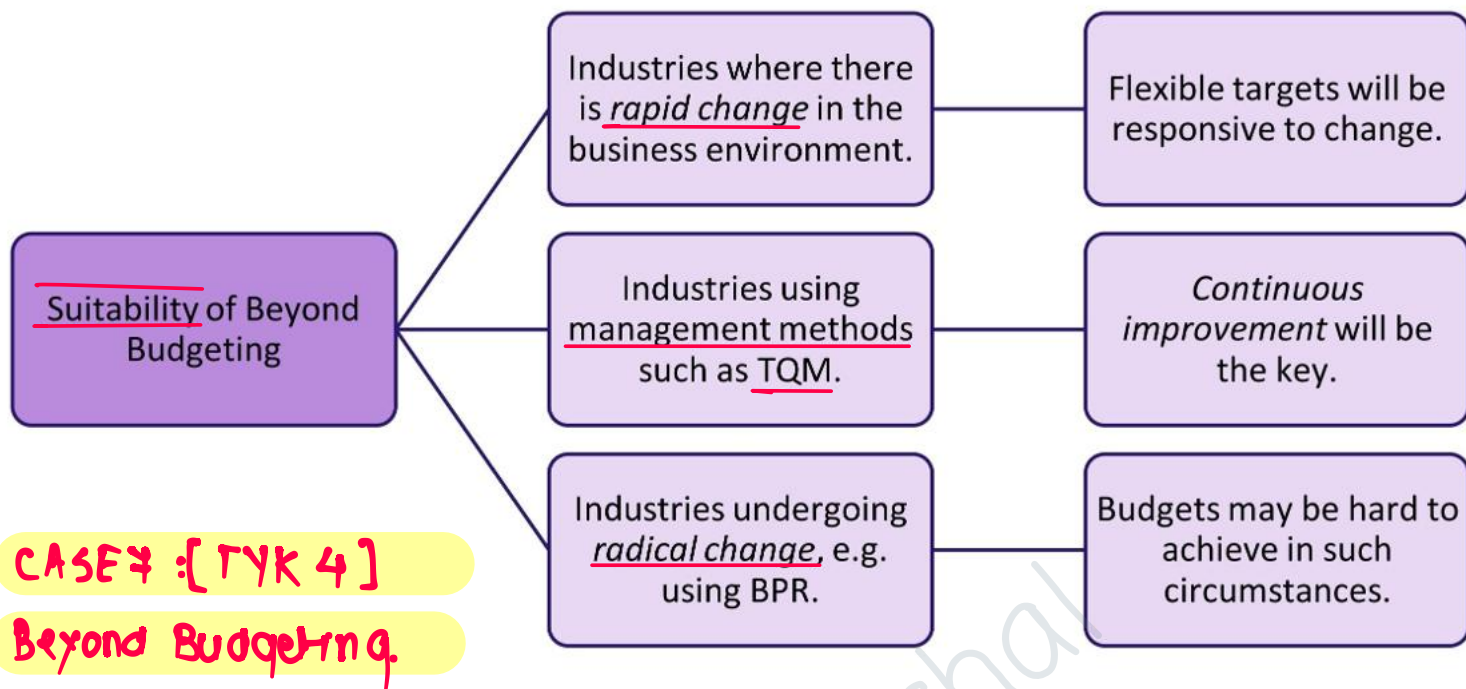 Industries where there
is rapid change in the
business environment.
Flexible targets will be
responsive to change.
Suitability of Beyond
Budgeting
Industries using
management methods
such as TQM.
Continuous
improvement will be
the key.
Industries undergoing
radical change, e.g.
using BPR.
Budgets may be hard to
achieve in such
circumstances.
CASE7 :[TYK 4]
Beyond Budgeting.